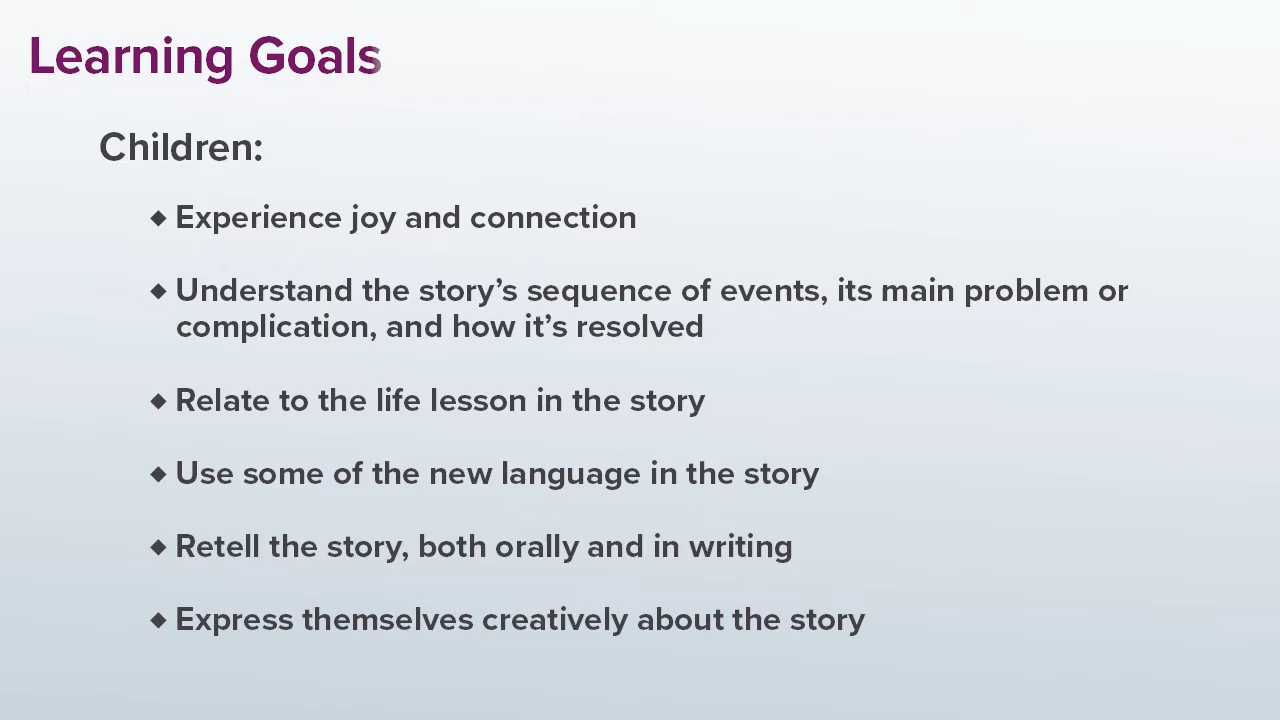 Learning Goals
Children:
◆ Experience joy and connection
◆ Understand the story’s sequence of events, its main problem or
complication, and how it’s resolved
◆ Relate to the life lesson in the story
◆ Use some of the new language in the story
◆ Retell the story, both orally and in writing
◆ Express themselves creatively about the story